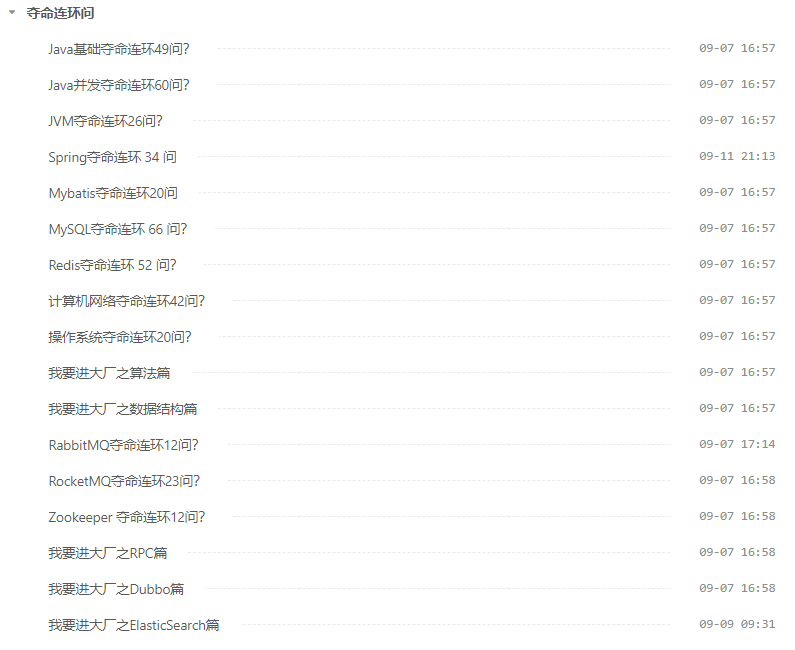 夺命连环问
Java基础夺命连环49问? 09-07 16:57
Java并发夺命连环60问? 09-07 16:57
JVM夺命连环26问? 09-07 16:57
Spring夺命连环 34 问 09-11 21:13
Mybatis夺命连环20问 09-07 16:57
MySQL夺命连环 66 问? 09-07 16:57
Redis夺命连环 52 问? 09-07 16:57
计算机网络夺命连环42问? 09-07 16:57
操作系统夺命连环20问? 09-07 16:57
我要进大厂之算法篇 09-07 16:57
我要进大厂之数据结构篇 09-07 16:57
RabbitMQ夺命连环12问? 09-07 17:14
RocketMQ夺命连环23问? 09-07 16:58
Zookeeper 夺命连环12问? 09-07 16:58
我要进大厂之RPC篇 09-07 16:58
我要进大厂之Dubbo篇 09-07 16:58
我要进大厂之ElasticSearch篇 09-09 09:31